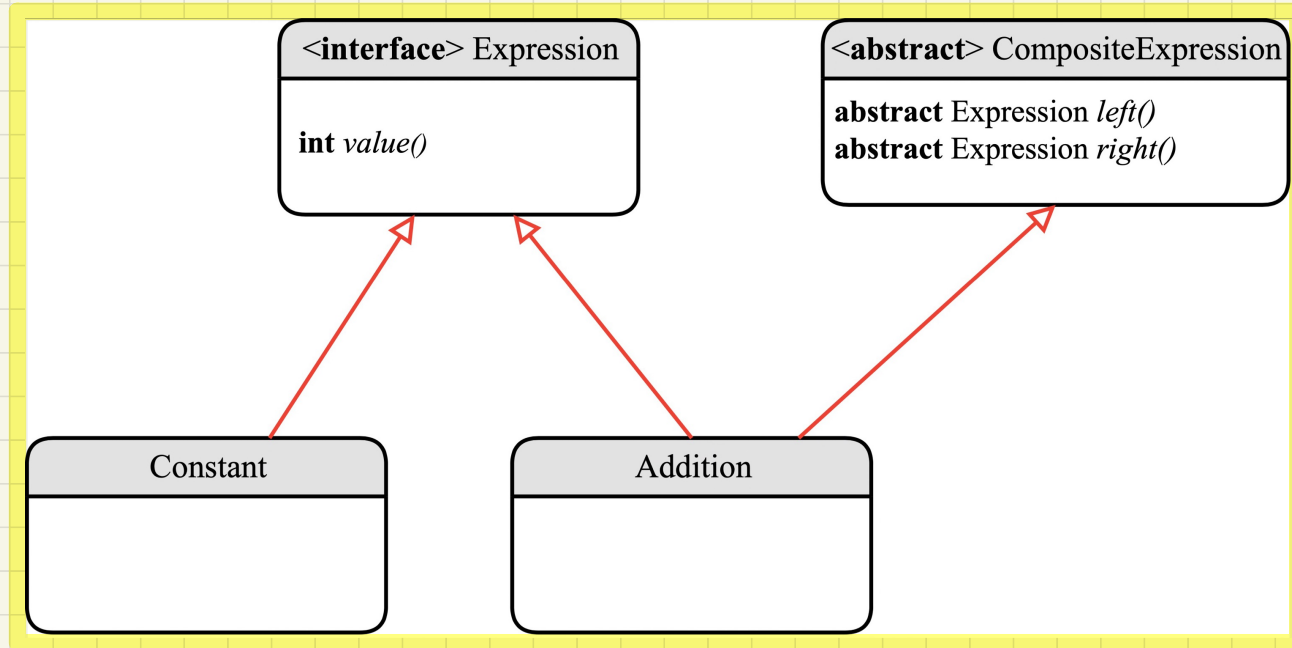 <interface> Expression
int value()
<abstract> CompositeExpression
abstract Expression left()
abstract Expression right()
Constant
Addition